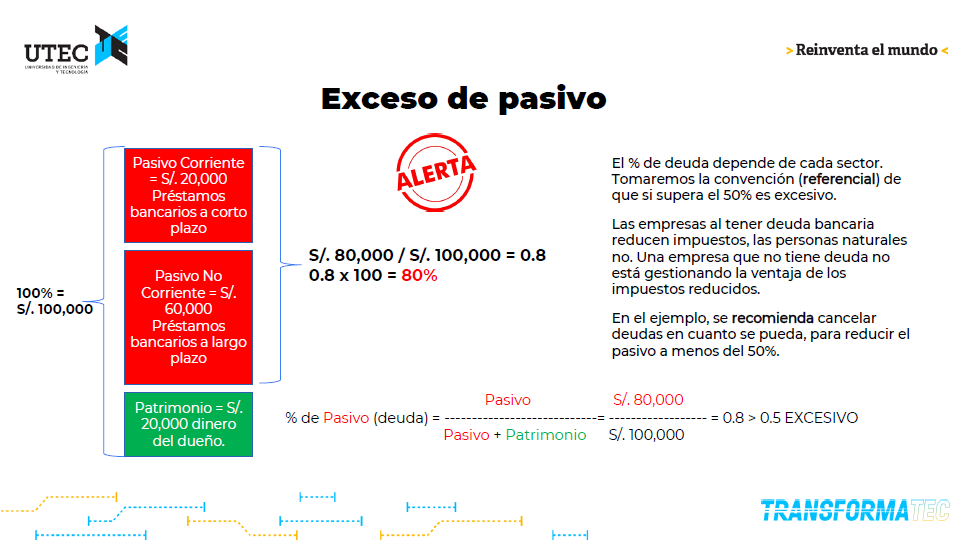 UTEC
UNIVERSIDAD DE INGENIERÍA
Y TECNOLOGÍA
> Reinventa el mundo <
Exceso de pasivo
100% =
S/. 100,000
Pasivo Corriente
= S/. 20,000
Préstamos
bancarios a corto
plazo
Pasivo No
Corriente = S/.
60,000
Préstamos
bancarios a largo
plazo
Patrimonio = S/.
20,000 dinero
del dueño.
ALERTA
S/. 80,000 / S/. 100,000 = 0.8
0.8 x 100 = 80%
El % de deuda depende de cada sector.
Tomaremos la convención (referencial) de
que si supera el 50% es excesivo.
Las empresas al tener deuda bancaria
reducen impuestos, las personas naturales
no. Una empresa que no tiene deuda no
está gestionando la ventaja de los
impuestos reducidos.
En el ejemplo, se recomienda cancelar
deudas en cuanto se pueda, para reducir el
pasivo a menos del 50%.
Pasivo S/. 80,000
% de Pasivo (deuda) = ----------------------------= ------------------ = 0.8 > 0.5 EXCESIVO
Pasivo + Patrimonio S/. 100,000
TRANSFORMATEC